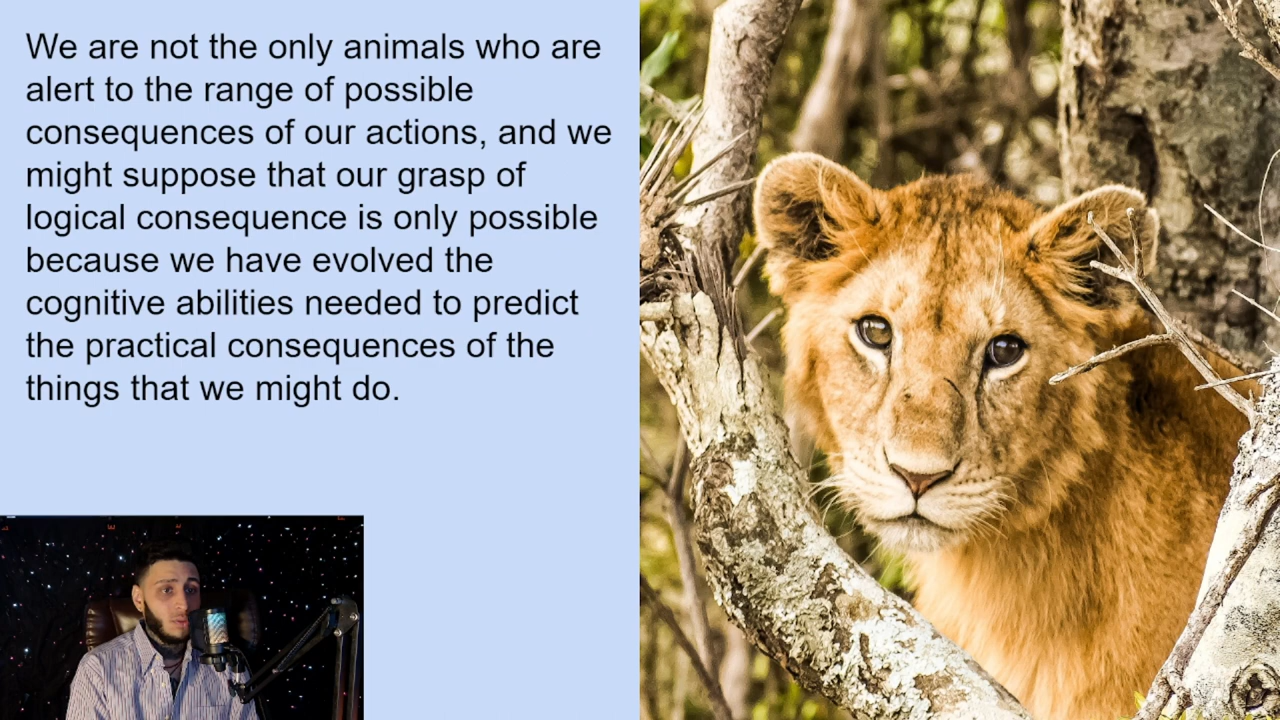 We are not the only animals who are
alert to the range of possible
consequences of our actions, and we
might suppose that our grasp of
logical consequence is only possible
because we have evolved the
cognitive abilities needed to predict
the practical consequences of the
things that we might do.